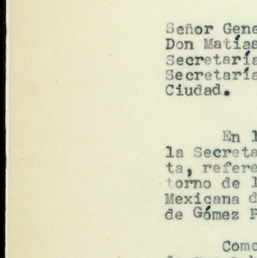 Señor Gene
Don Matías
Secretaría
Secretaría
Ciudad.
En l
la Secreta
ta, refere
torno de l
Mexicana d
de Gómez P
Como